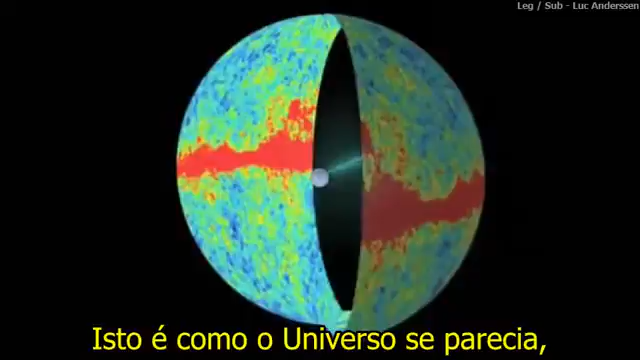 Leg / Sub - Luc Anderssen
Isto é como o Universo se parecia,